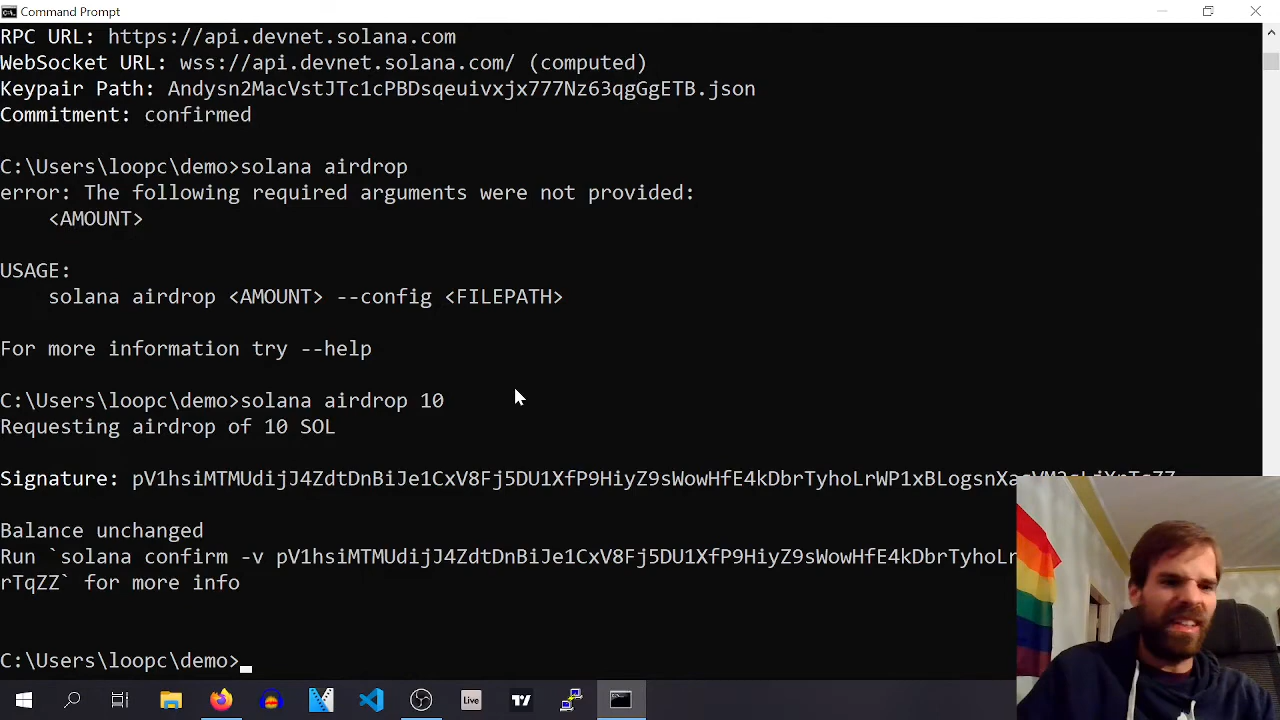 Command Prompt
RPC URL: https://api.devnet.solana.com
WebSocket URL: wss://api.devnet.solana.com/ (computed)
Keypair Path: Andysn2MacVstJTc1cPBDsqeuivxjx777Nz63qgGgETB.json
Commitment: confirmed
C:\Users\loopc\demo>solana airdrop
error: The following required arguments were not provided:
<AMOUNT>
USAGE:
solana airdrop <AMOUNT> --config <FILEPATH>
For more information try --help
C:\Users\loopc\demo>solana airdrop 10
Requesting airdrop of 10 SOL
Signature:
Balance unchanged
Run `solana confirm -v pV1hsiMTMUdijJ4ZdtDnBiJe1CxV8Fj5DU1XfP9HiyZ9sWowHfE4kDbrTyhoLr
rTqZZ` for more info
C:\Users\loopc\demo>
Live